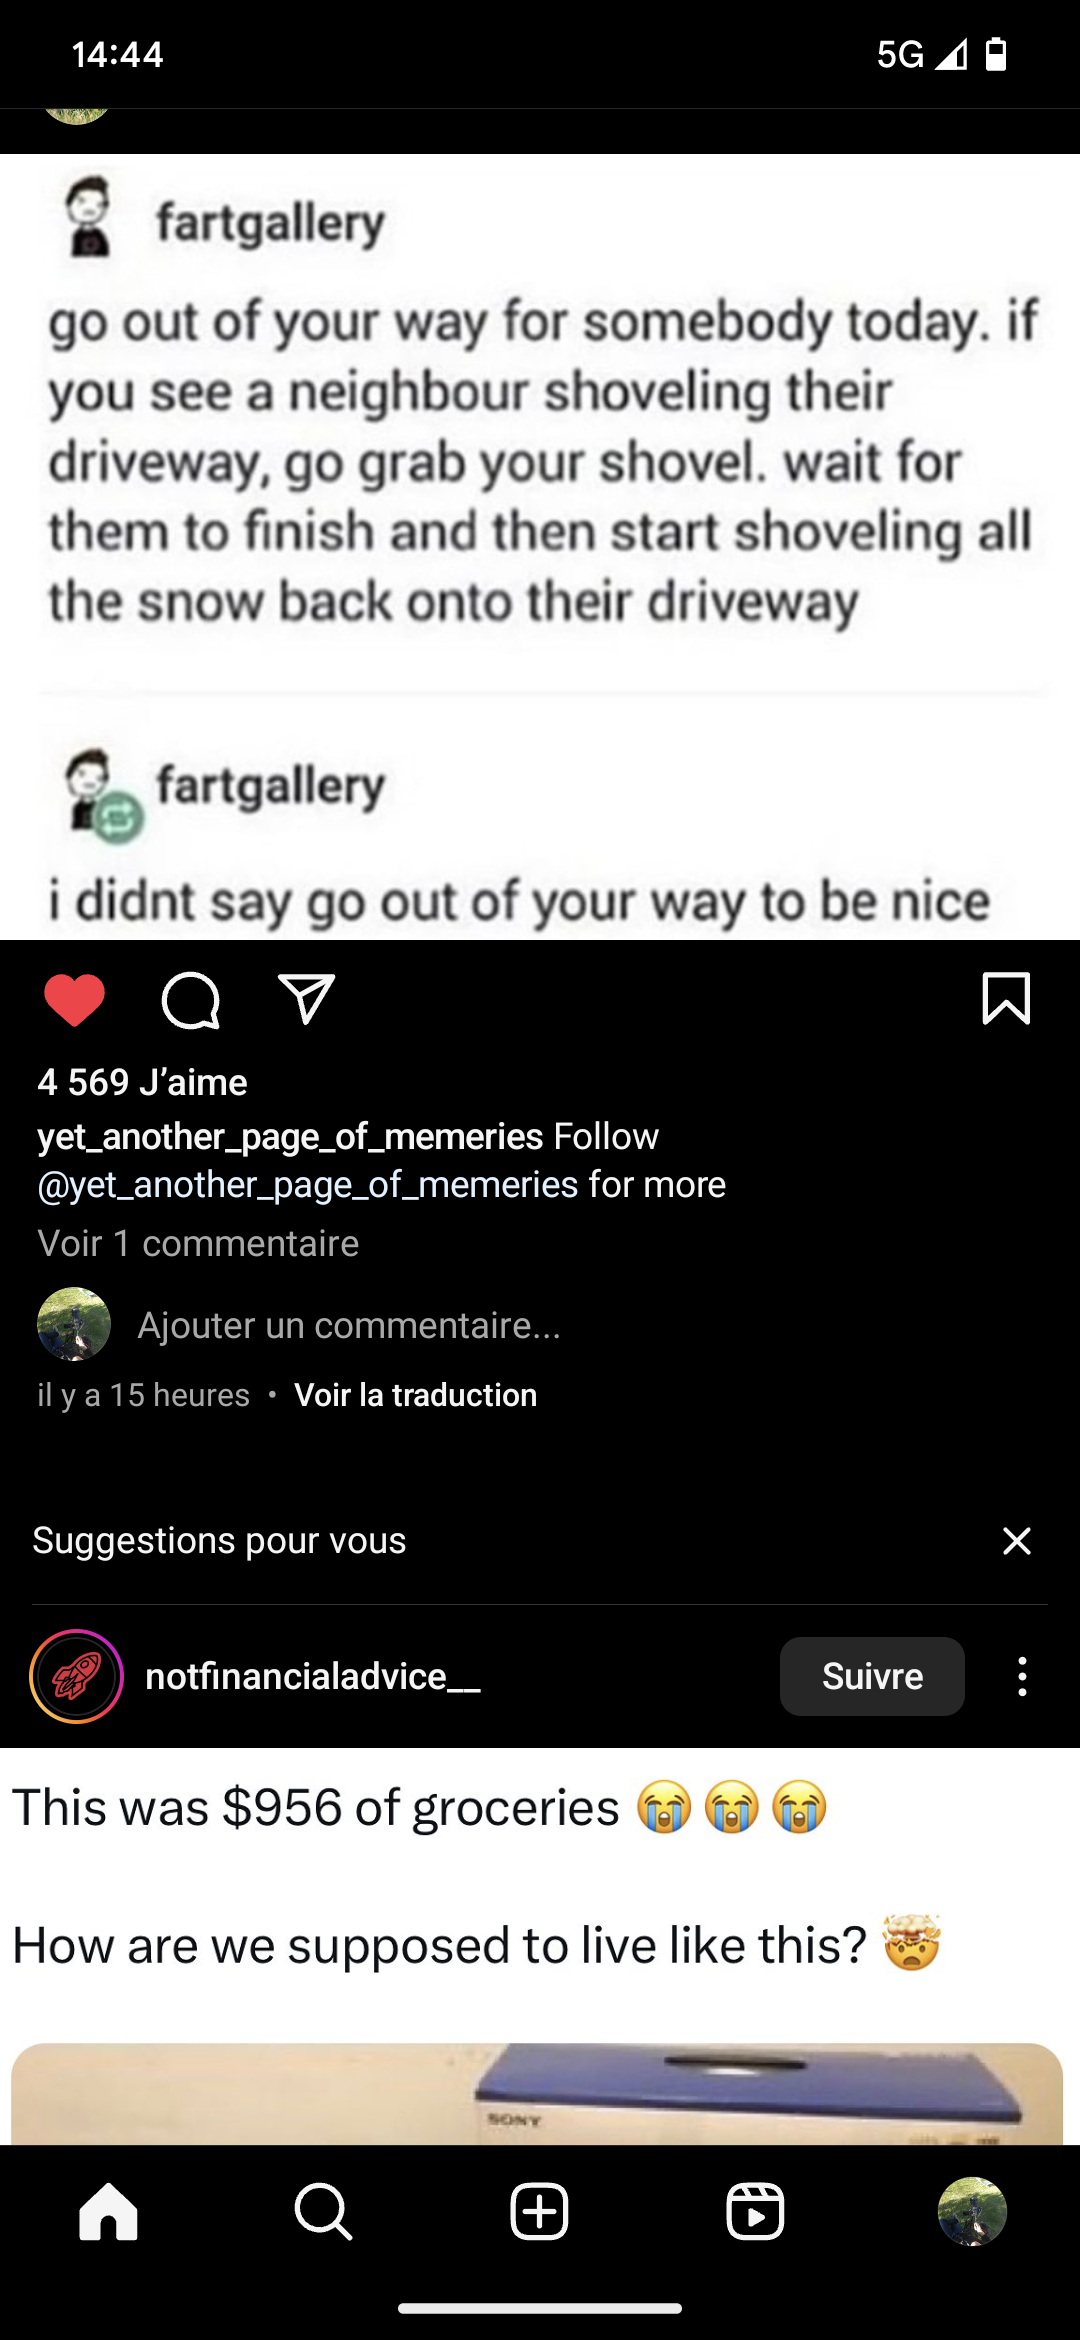 14:44
5G
fartgallery
go out of your way for somebody today. if
you see a neighbour shoveling their
driveway, go grab your shovel. wait for
them to finish and then start shoveling all
the snow back onto their driveway
fartgallery
i didnt say go out of your way to be nice
4 569 J’aime
yet_another_page_of_memeries Follow
@yet_another_page_of_memeries for more
Voir 1 commentaire
Ajouter un commentaire...
il y a 15 heures • Voir la traduction
Suggestions pour vous
notfinancialadvice__
Suivre
This was $956 of groceries 😭😭😭
How are we supposed to live like this? 🤯
SONY